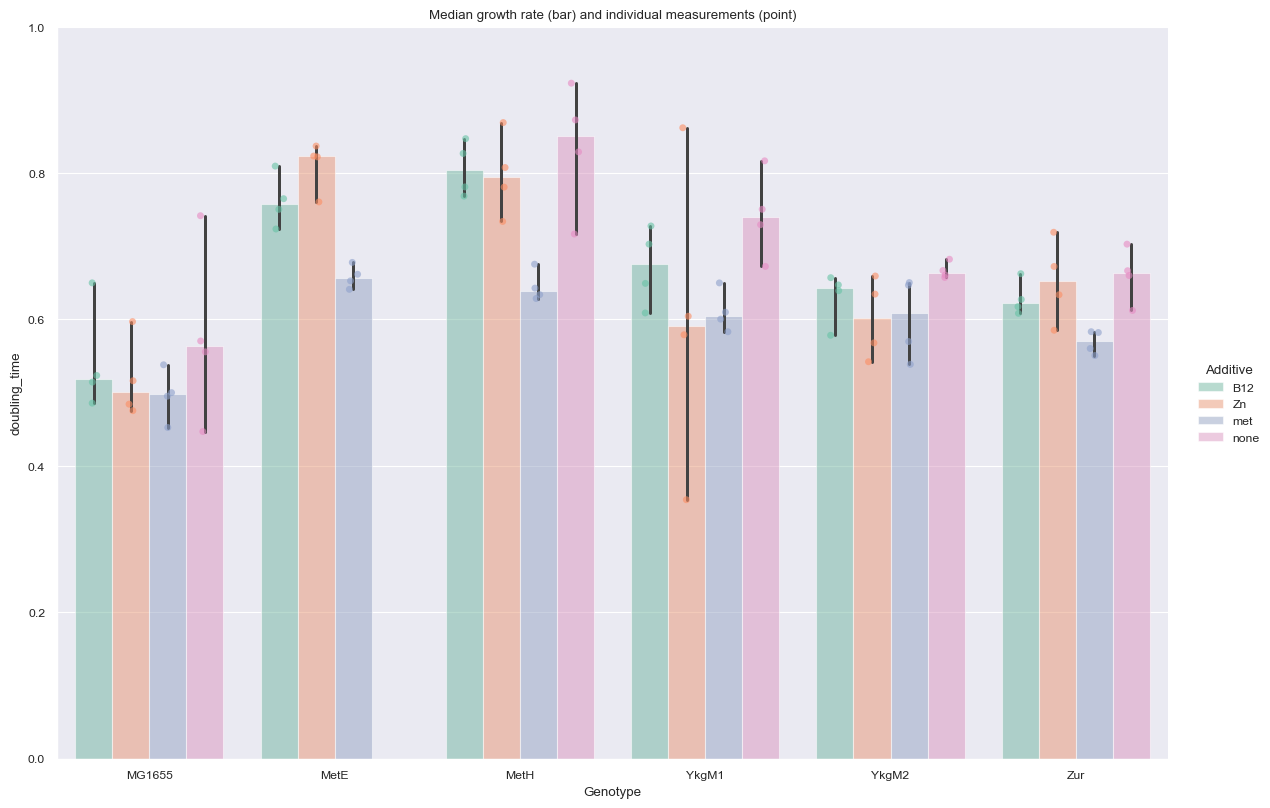 Median growth rate (bar) and individual measurements (point)
1.0
0.8
0.6
0.4
0.2
0.0
doubling_time
MG1655
MetE
MetH
YkgM1
YkgM2
Zur
Genotype
Additive
B12
Zn
met
none